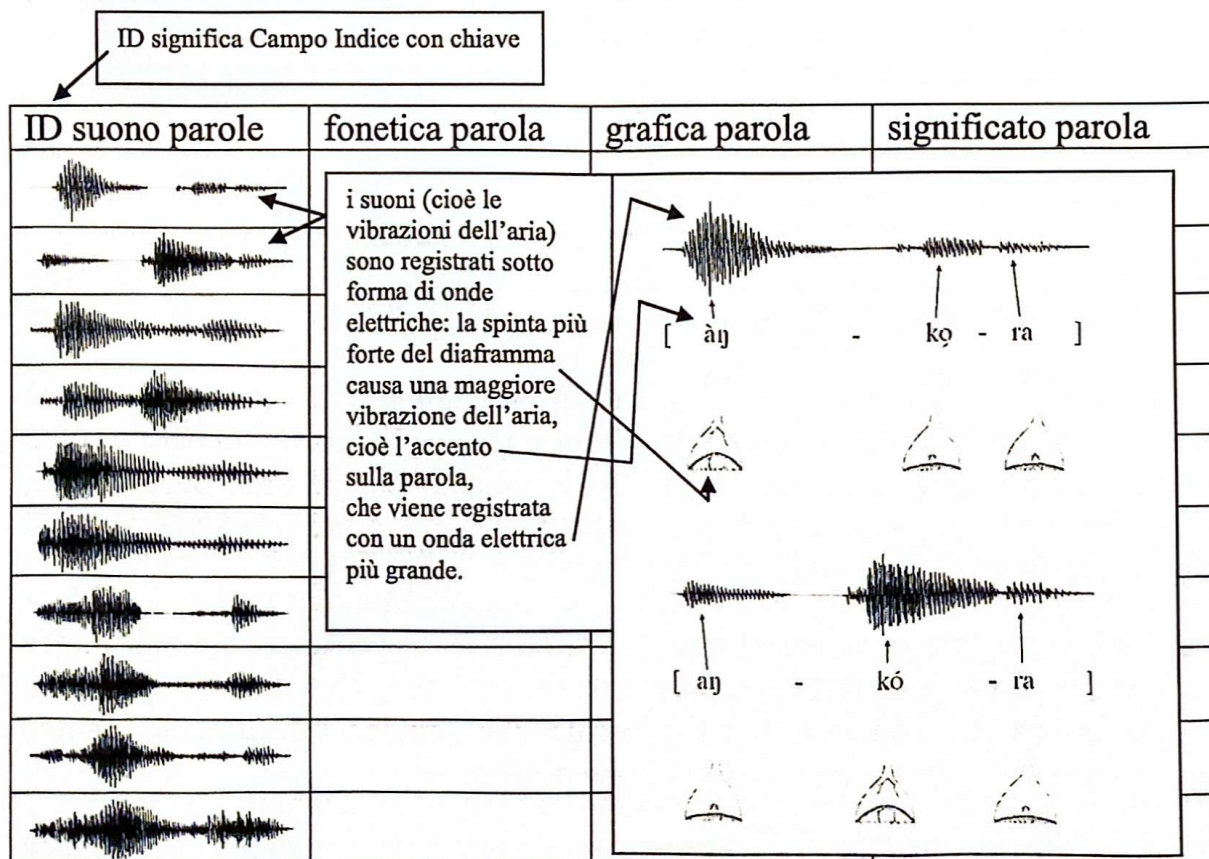 ID significa Campo Indice con chiave
ID suono parole
fonetica parola
grafica parola
significato parola
i suoni (cioè le
vibrazioni dell'aria)
sono registrati sotto
forma di onde
elettriche: la spinta più
forte del diaframma
causa una maggiore
vibrazione dell'aria,
cioè l'accento
sulla parola,
che viene registrata
con un onda elettrica
più grande.
[ àŋ - kọ - ra ]
[ aŋ - kó - ra ]